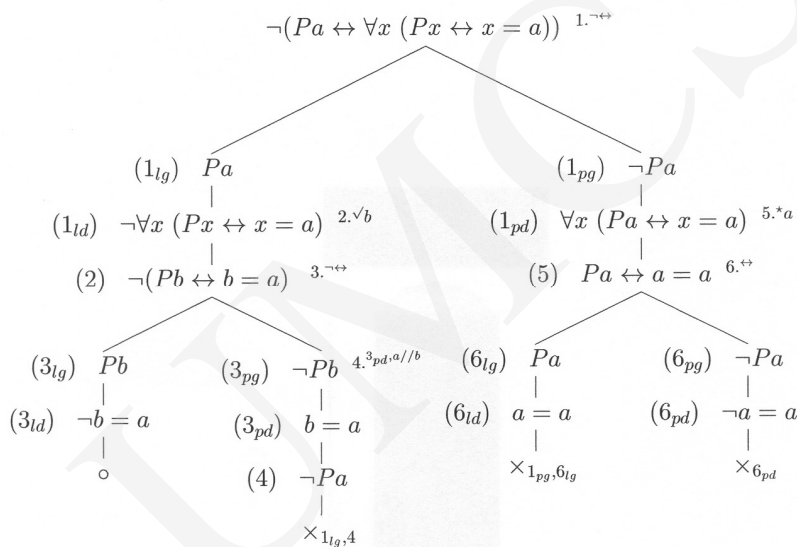 ¬(Pa ↔ ∀x (Px ↔ x = a)) 1.¬↔
(1lg) Pa (1pg) ¬Pa
(1ld) ¬∀x (Px ↔ x = a) 2.√b (1pd) ∀x (Pa ↔ x = a) 5.⋆a
(2) ¬(Pb ↔ b = a) 3.¬↔ (5) Pa ↔ a = a 6.↔
(3lg) Pb (3pg) ¬Pb 4.3pd,a//b (6lg) Pa (6pg) ¬Pa
(3ld) ¬b = a (3pd) b = a (6ld) a = a (6pd) ¬a = a
∘ (4) ¬Pa ×1pg,6lg ×6pd
×1lg,4
UMCS